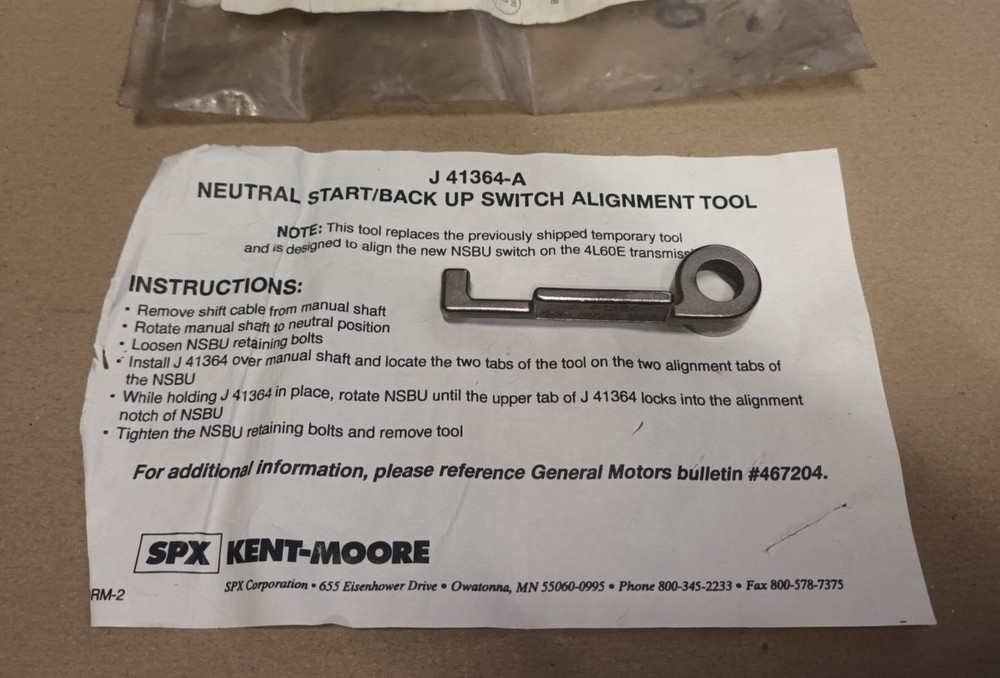 J 41364-A
NEUTRAL START/BACK UP SWITCH ALIGNMENT TOOL
NOTE: This tool replaces the previously shipped temporary tool
and is designed to align the new NSBU switch on the 4L60E transmiss
INSTRUCTIONS:
• Remove shift cable from manual shaft
• Rotate manual shaft to neutral position
• Loosen NSBU retaining bolts
• Install J 41364 over manual shaft and locate the two tabs of the tool on the two alignment tabs of
the NSBU
• While holding J 41364 in place, rotate NSBU until the upper tab of J 41364 locks into the alignment
notch of NSBU
• Tighten the NSBU retaining bolts and remove tool
For additional information, please reference General Motors bulletin #467204.
SPX KENT-MOORE
SPX Corporation • 655 Eisenhower Drive • Owatonna, MN 55060-0995 • Phone 800-345-2233 • Fax 800-578-7375
RM-2